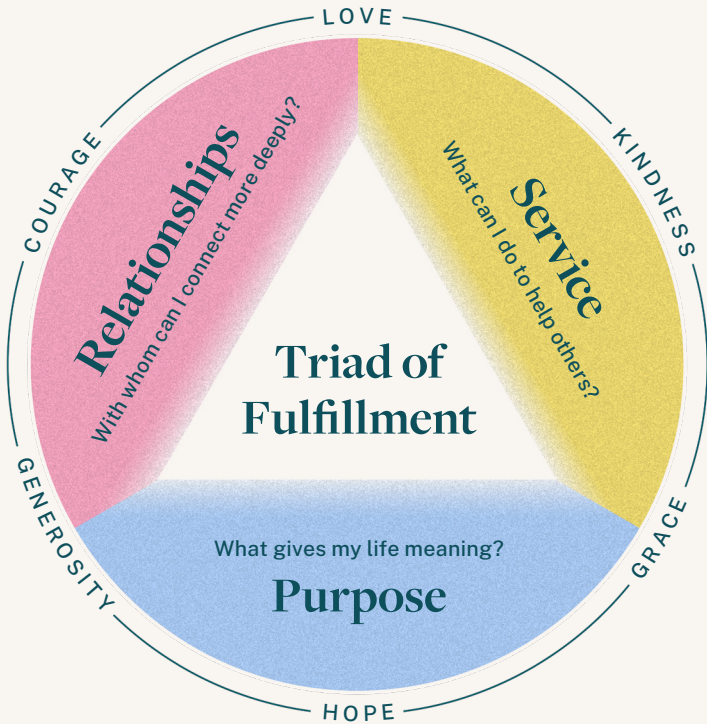 LOVE
KINDNESS
GRACE
HOPE
GENEROSITY
COURAGE
Relationships
With whom can I connect more deeply?
Service
What can I do to help others?
Triad of
Fulfillment
What gives my life meaning?
Purpose